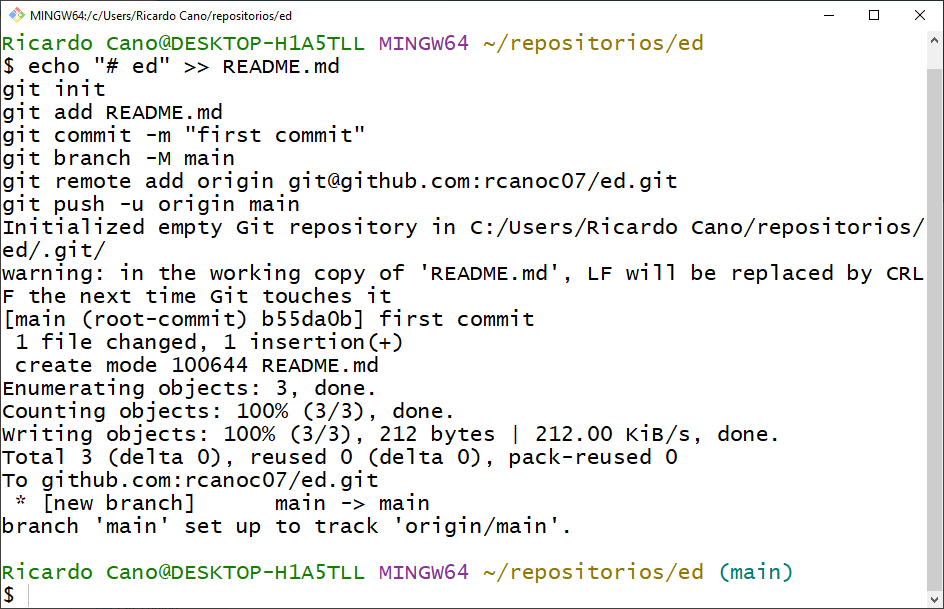 MINGW64:/c/Users/Ricardo Cano/repositorios/ed
Ricardo Cano@DESKTOP-H1A5TLL MINGW64 ~/repositorios/ed
$ echo "# ed" >> README.md
git init
git add README.md
git commit -m "first commit"
git branch -M main
git remote add origin git@github.com:rcanoc07/ed.git
git push -u origin main
Initialized empty Git repository in C:/Users/Ricardo Cano/repositorios/
ed/.git/
warning: in the working copy of 'README.md', LF will be replaced by CRL
F the next time Git touches it
[main (root-commit) b55da0b] first commit
 1 file changed, 1 insertion(+)
 create mode 100644 README.md
Enumerating objects: 3, done.
Counting objects: 100% (3/3), done.
Writing objects: 100% (3/3), 212 bytes | 212.00 KiB/s, done.
Total 3 (delta 0), reused 0 (delta 0), pack-reused 0
To github.com:rcanoc07/ed.git
 * [new branch]      main -> main
branch 'main' set up to track 'origin/main'.
Ricardo Cano@DESKTOP-H1A5TLL MINGW64 ~/repositorios/ed (main)
$